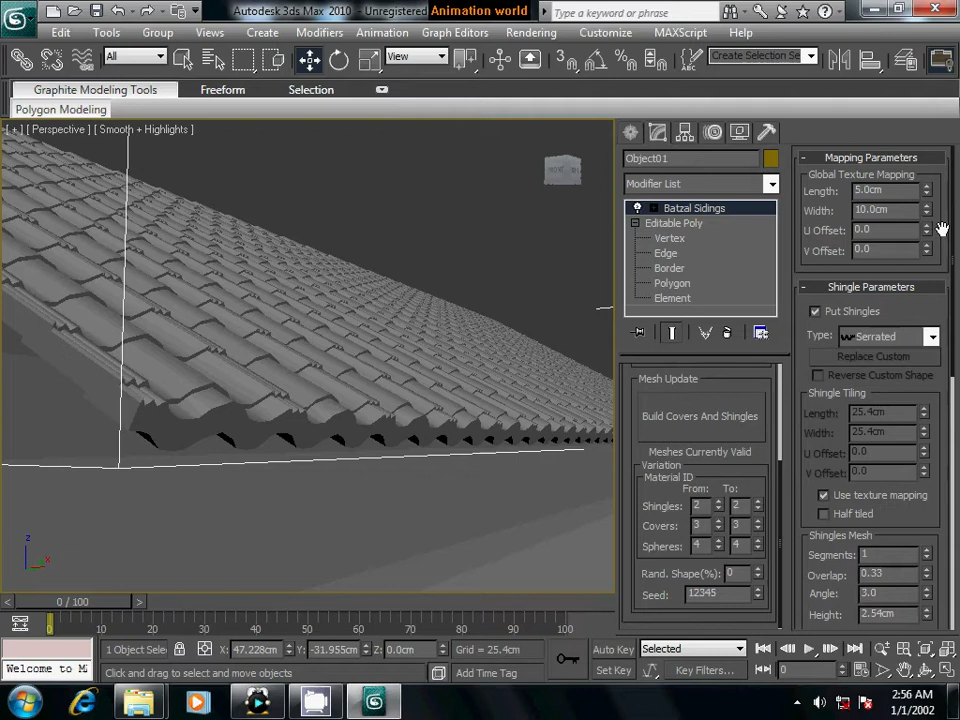 Autodesk 3ds Max 2010 - Unregistered Animation world Type a keyword or phrase
Edit Tools Group Views Create Modifiers Animation Graph Editors Rendering Customize MAXScript Help
All View Create Selection Se
Graphite Modeling Tools Freeform Selection
Polygon Modeling
[ + ] [ Perspective ] [ Smooth + Highlights ]
Object01
Modifier List
Batzal Sidings
Editable Poly
Vertex
Edge
Border
Polygon
Element
Mesh Update
Build Covers And Shingles
Meshes Currently Valid
Variation
Material ID
From: To:
Shingles: 2 2
Covers: 3 3
Spheres: 4 4
Rand. Shape(%): 0
Seed: 12345
Mapping Parameters
Global Texture Mapping
Length: 5.0cm
Width: 10.0cm
U Offset: 0.0
V Offset: 0.0
Shingle Parameters
Put Shingles
Type: Serrated
Replace Custom
Reverse Custom Shape
Shingle Tiling
Length: 25.4cm
Width: 25.4cm
U Offset: 0.0
V Offset: 0.0
Use texture mapping
Half tiled
Shingles Mesh
Segments: 1
Overlap: 0.33
Angle: 3.0
Height: 2.54cm
z
x
0 / 100
0 10 20 30 40 50 60 70 80 90 100
1 Object Selec X: 47.228cm Y: -31.955cm Z: 0.0cm Grid = 25.4cm Auto Key Selected
Welcome to M Click and drag to select and move objects Add Time Tag Set Key Key Filters... 0
2:56 AM
1/1/2002